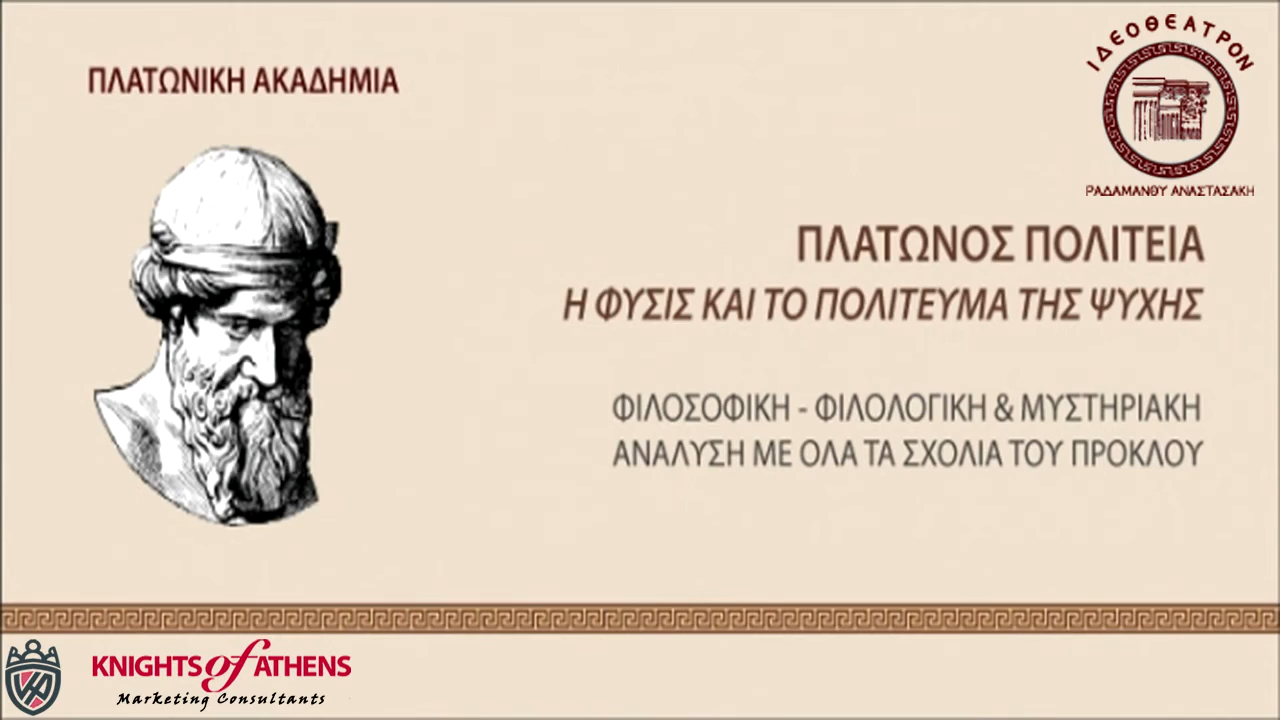 ΠΛΑΤΩΝΙΚΗ ΑΚΑΔΗΜΙΑ
ΙΔΕΟΘΕΑΤΡΟΝ
ΡΑΔΑΜΑΝΘΥ ΑΝΑΣΤΑΣΑΚΗ
ΠΛΑΤΩΝΟΣ ΠΟΛΙΤΕΙΑ
Η ΦΥΣΙΣ ΚΑΙ ΤΟ ΠΟΛΙΤΕΥΜΑ ΤΗΣ ΨΥΧΗΣ
ΦΙΛΟΣΟΦΙΚΗ - ΦΙΛΟΛΟΓΙΚΗ & ΜΥΣΤΗΡΙΑΚΗ
ΑΝΑΛΥΣΗ ΜΕ ΟΛΑ ΤΑ ΣΧΟΛΙΑ ΤΟΥ ΠΡΟΚΛΟΥ
KNIGHTS of ATHENS
Marketing Consultants